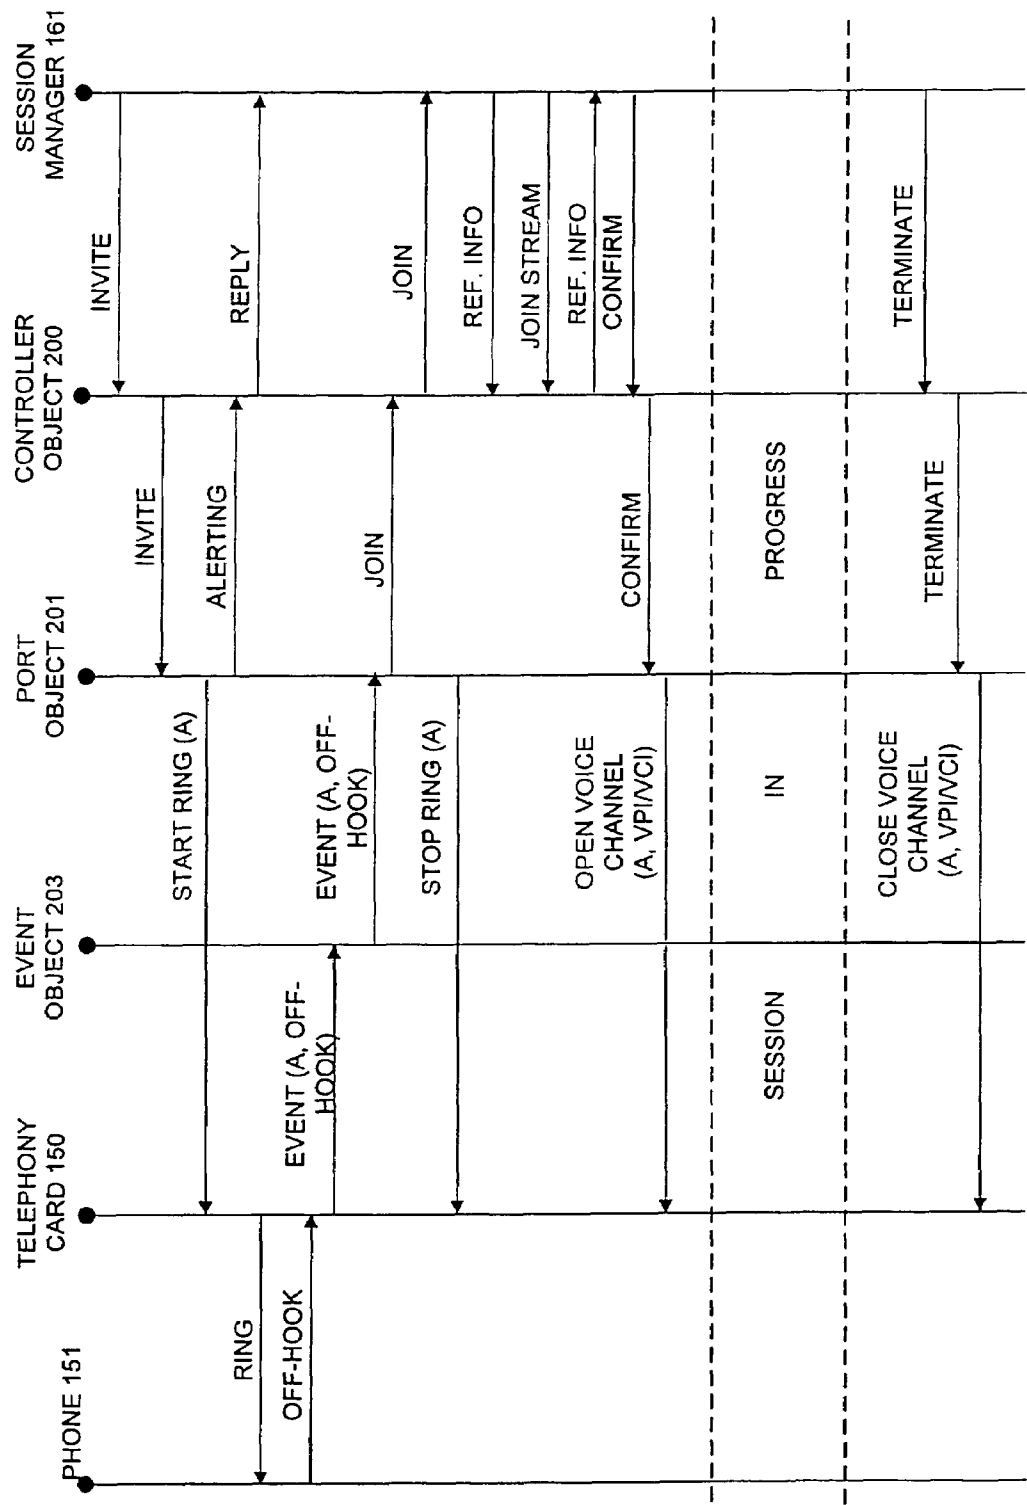 PHONE 151
TELEPHONY
CARD 150
EVENT
OBJECT 203
PORT
OBJECT 201
CONTROLLER
OBJECT 200
SESSION
MANAGER 161
INVITE
INVITE
START RING (A)
ALERTING
REPLY
RING
OFF-HOOK
EVENT (A, OFF-
HOOK)
EVENT (A, OFF-
HOOK)
JOIN
JOIN
STOP RING (A)
REF. INFO
JOIN STREAM
REF. INFO
CONFIRM
CONFIRM
OPEN VOICE
CHANNEL
(A, VPI/VCI)
SESSION
IN
PROGRESS
TERMINATE
TERMINATE
CLOSE VOICE
CHANNEL
(A, VPI/VCI)